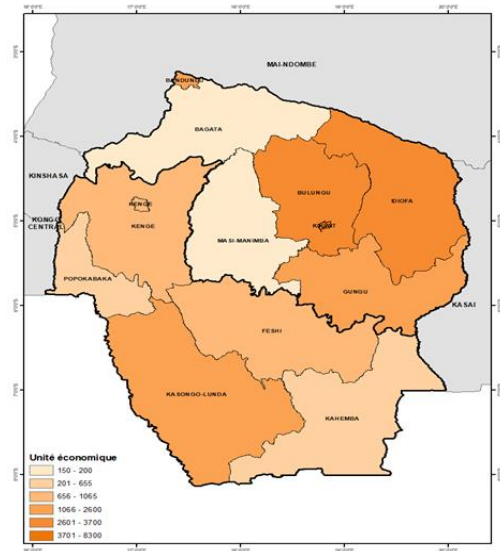 MAI-NDOMBE
BANDUNDU
BAGATA
KINSHASA
BULUNGU
IDIOFA
KENGE
KONGO
CENTRAL
KENGE
KIKWIT
MASI-MANIMBA
POPOKABAKA
GUNGU
KASAI
FESHI
KASONGO-LUNDA
KAHEMBA
Unité économique
150 - 200
201 - 655
656 - 1065
1066 - 2600
2601 - 3700
3701 - 8300